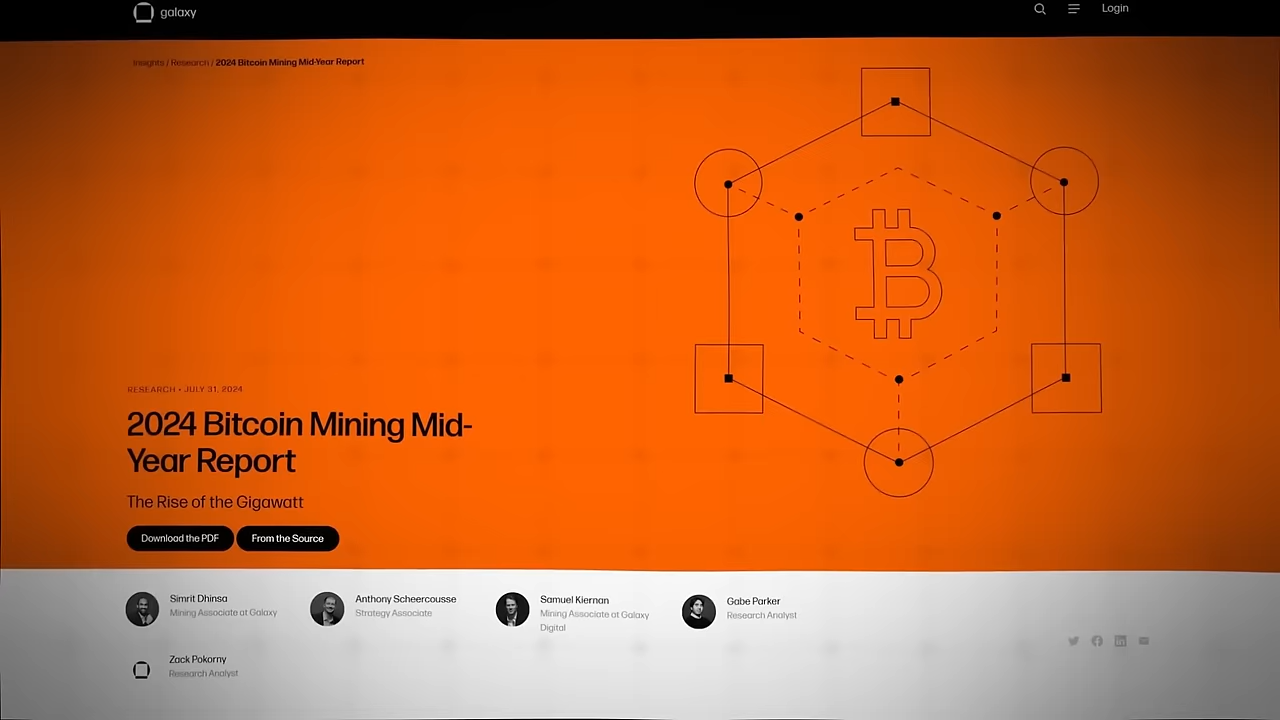 galaxy
Login
Insights / Research / 2024 Bitcoin Mining Mid-Year Report
RESEARCH • JULY 31, 2024
2024 Bitcoin Mining Mid-
Year Report
The Rise of the Gigawatt
Download the PDF
From the Source
Simrit Dhinsa
Mining Associate at Galaxy
Anthony Scheercousse
Strategy Associate
Samuel Kiernan
Mining Associate at Galaxy
Digital
Gabe Parker
Research Analyst
Zack Pokorny
Research Analyst